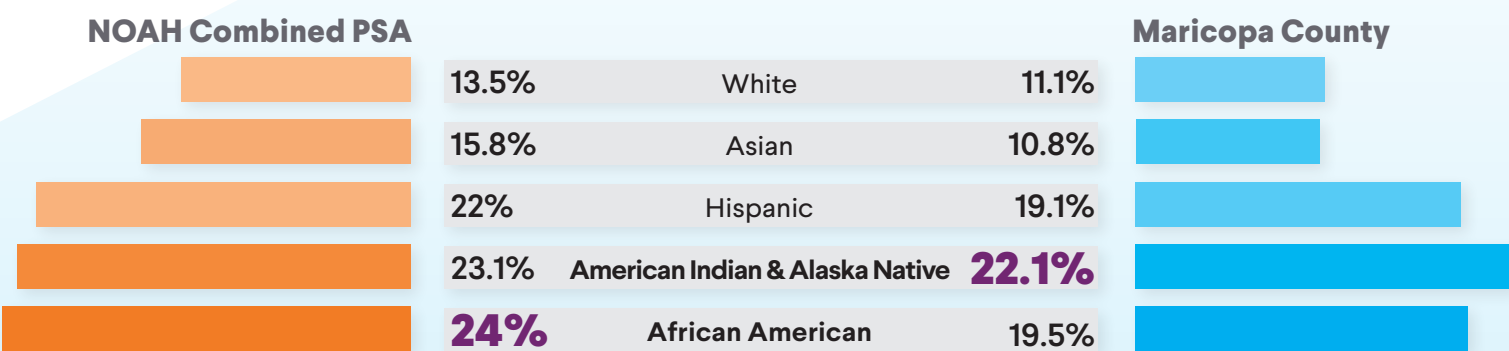 NOAH Combined PSA Maricopa County
13.5% White 11.1%
15.8% Asian 10.8%
22% Hispanic 19.1%
23.1% American Indian & Alaska Native 22.1%
24% African American 19.5%